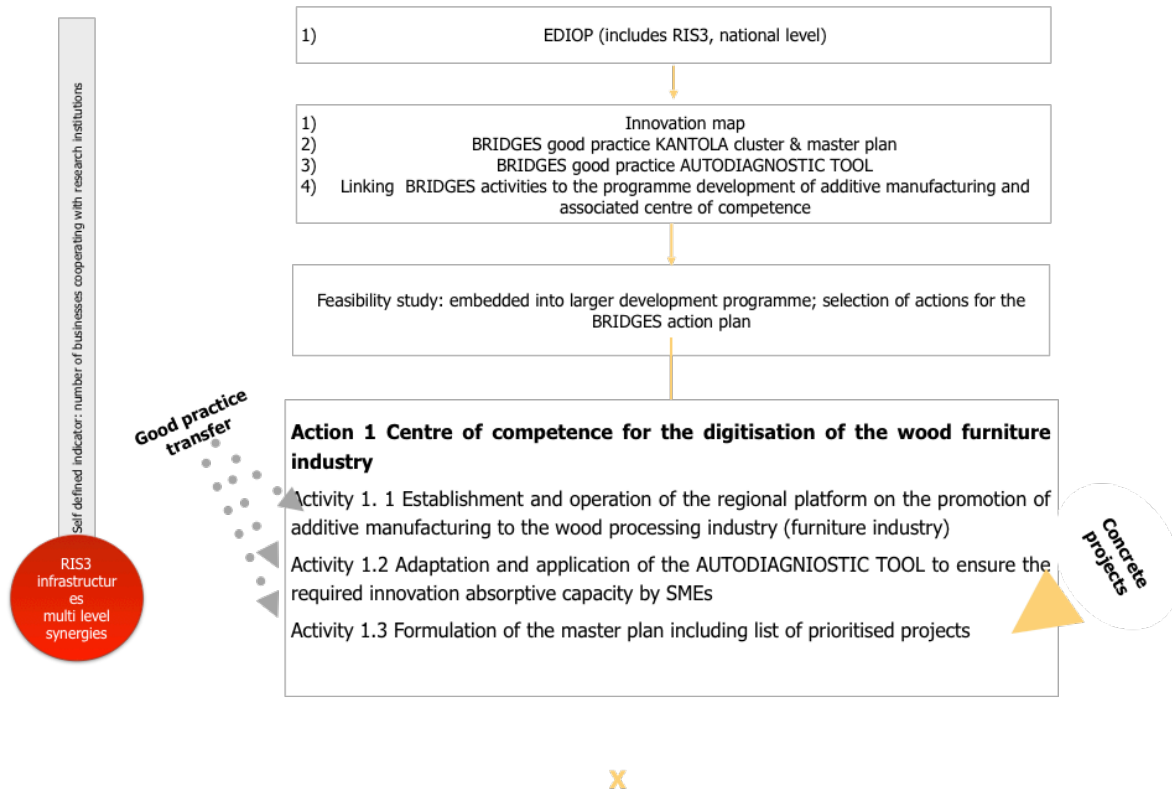 1) EDIOP (includes RIS3, national level)
1) Innovation map
2) BRIDGES good practice KANTOLA cluster & master plan
3) BRIDGES good practice AUTODIAGNOSTIC TOOL
4) Linking BRIDGES activities to the programme development of additive manufacturing and
associated centre of competence
Feasibility study: embedded into larger development programme; selection of actions for the
BRIDGES action plan
Self defined indicator: number of businesses cooperating with research institutions
RIS3
infrastructur
es
multi level
synergies
Good practice
transfer
Action 1 Centre of competence for the digitisation of the wood furniture
industry
Activity 1. 1 Establishment and operation of the regional platform on the promotion of
additive manufacturing to the wood processing industry (furniture industry)
Activity 1.2 Adaptation and application of the AUTODIAGNIOSTIC TOOL to ensure the
required innovation absorptive capacity by SMEs
Activity 1.3 Formulation of the master plan including list of prioritised projects
Concrete
projects
X